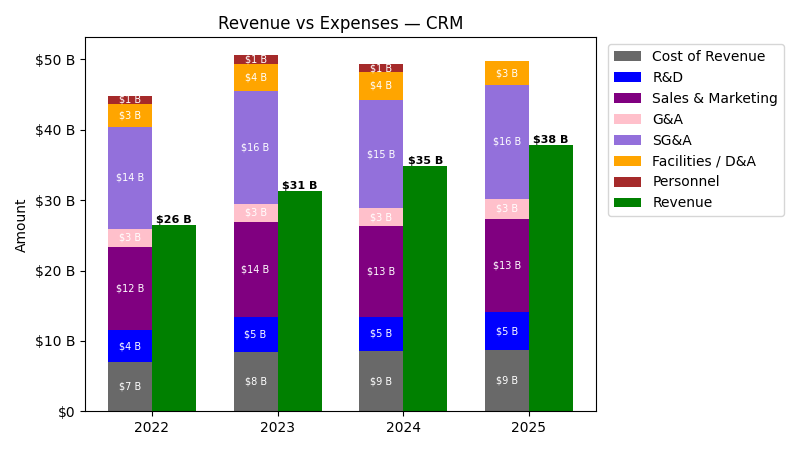 Revenue vs Expenses — CRM
Amount
$50 B
$40 B
$30 B
$20 B
$10 B
$0
$1 B
$3 B
$14 B
$3 B
$12 B
$4 B
$7 B
$26 B
$1 B
$4 B
$16 B
$3 B
$14 B
$5 B
$8 B
$31 B
$1 B
$4 B
$15 B
$3 B
$13 B
$5 B
$9 B
$35 B
$3 B
$16 B
$3 B
$13 B
$5 B
$9 B
$38 B
2022
2023
2024
2025
Cost of Revenue
R&D
Sales & Marketing
G&A
SG&A
Facilities / D&A
Personnel
Revenue